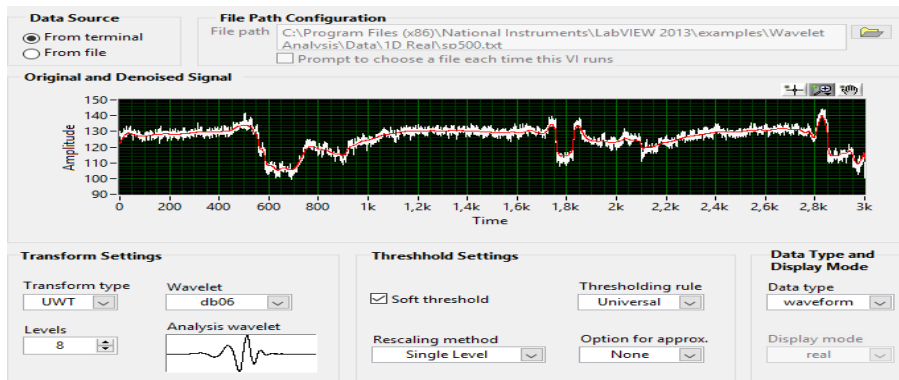 Data Source
From terminal
From file
File Path Configuration
File path
C:\Program Files (x86)\National Instruments\LabVIEW 2013\examples\Wavelet
Analysis\Data\1D Real\sp500.txt
Prompt to choose a file each time this VI runs
Original and Denoised Signal
Amplitude
150
140
130
120
110
100
90
0 200 400 600 800 1k 1,2k 1,4k 1,6k 1,8k 2k 2,2k 2,4k 2,6k 2,8k 3k
Time
Transform Settings
Transform type
UWT
Wavelet
db06
Levels
8
Analysis wavelet
Threshhold Settings
Soft threshold
Thresholding rule
Universal
Rescaling method
Single Level
Option for approx.
None
Data Type and
Display Mode
Data type
waveform
Display mode
real